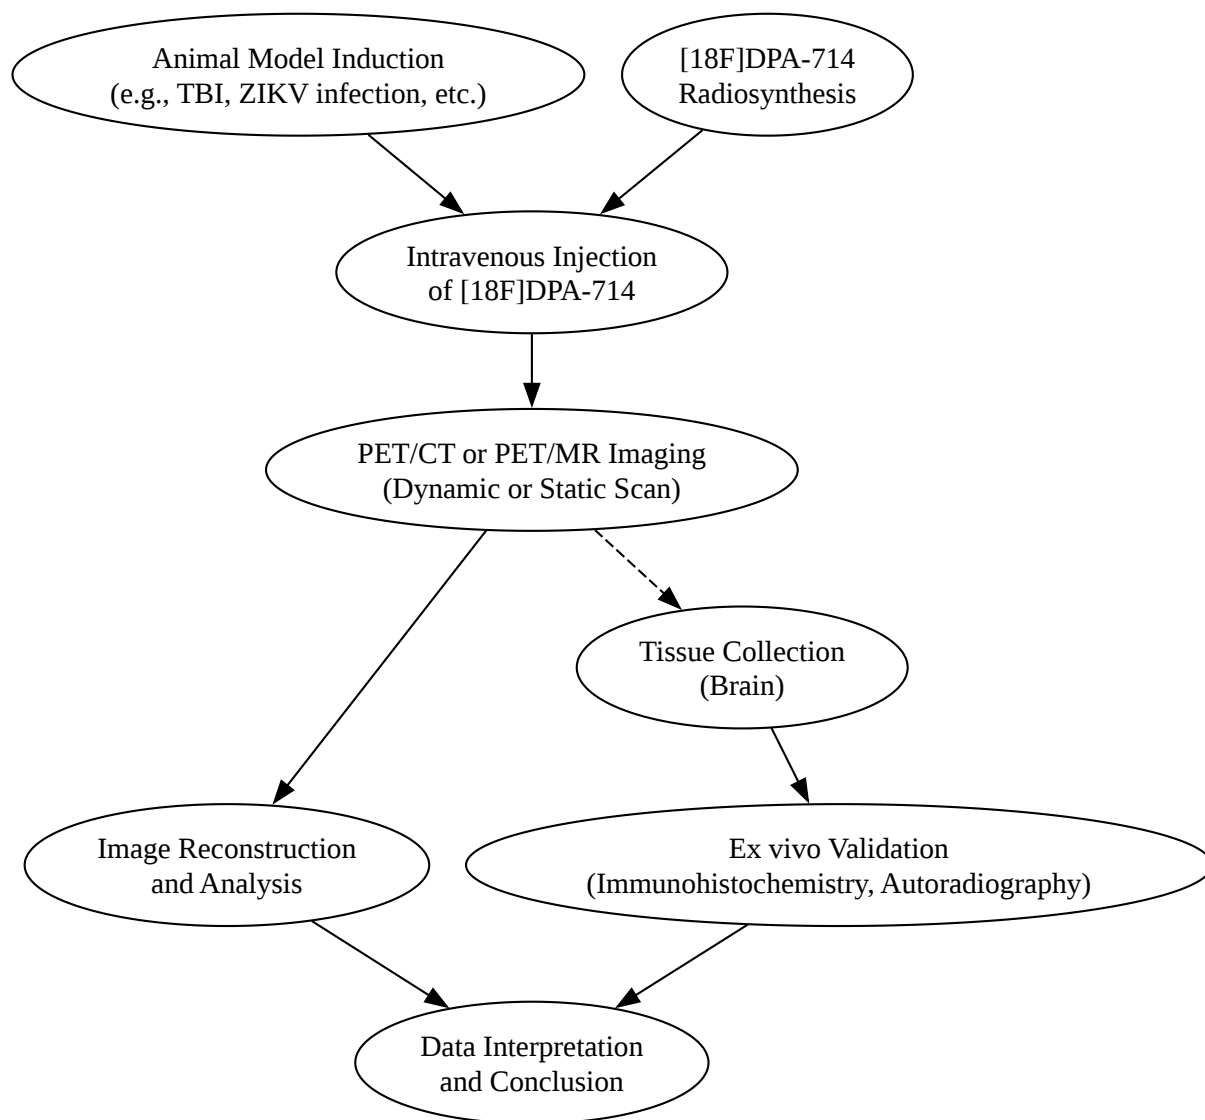 Animal Model Induction
(e.g., TBI, ZIKV infection, etc.)
[18F]DPA-714
Radiosynthesis
Intravenous Injection
of [18F]DPA-714
PET/CT or PET/MR Imaging
(Dynamic or Static Scan)
Tissue Collection
(Brain)
Image Reconstruction
and Analysis
Ex vivo Validation
(Immunohistochemistry, Autoradiography)
Data Interpretation
and Conclusion